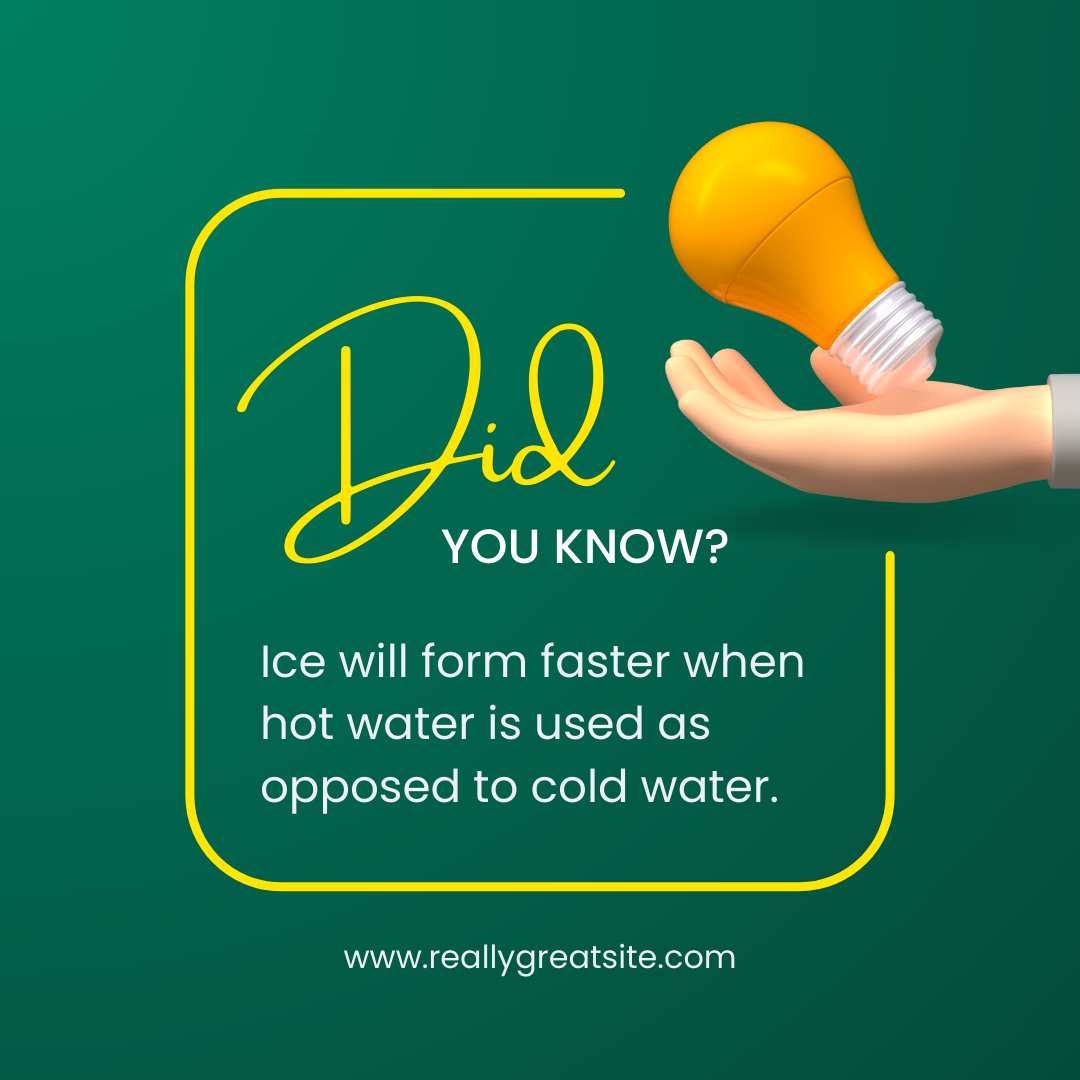 Did
YOU KNOW?
Ice will form faster when
hot water is used as
opposed to cold water.
www.reallygreatsite.com